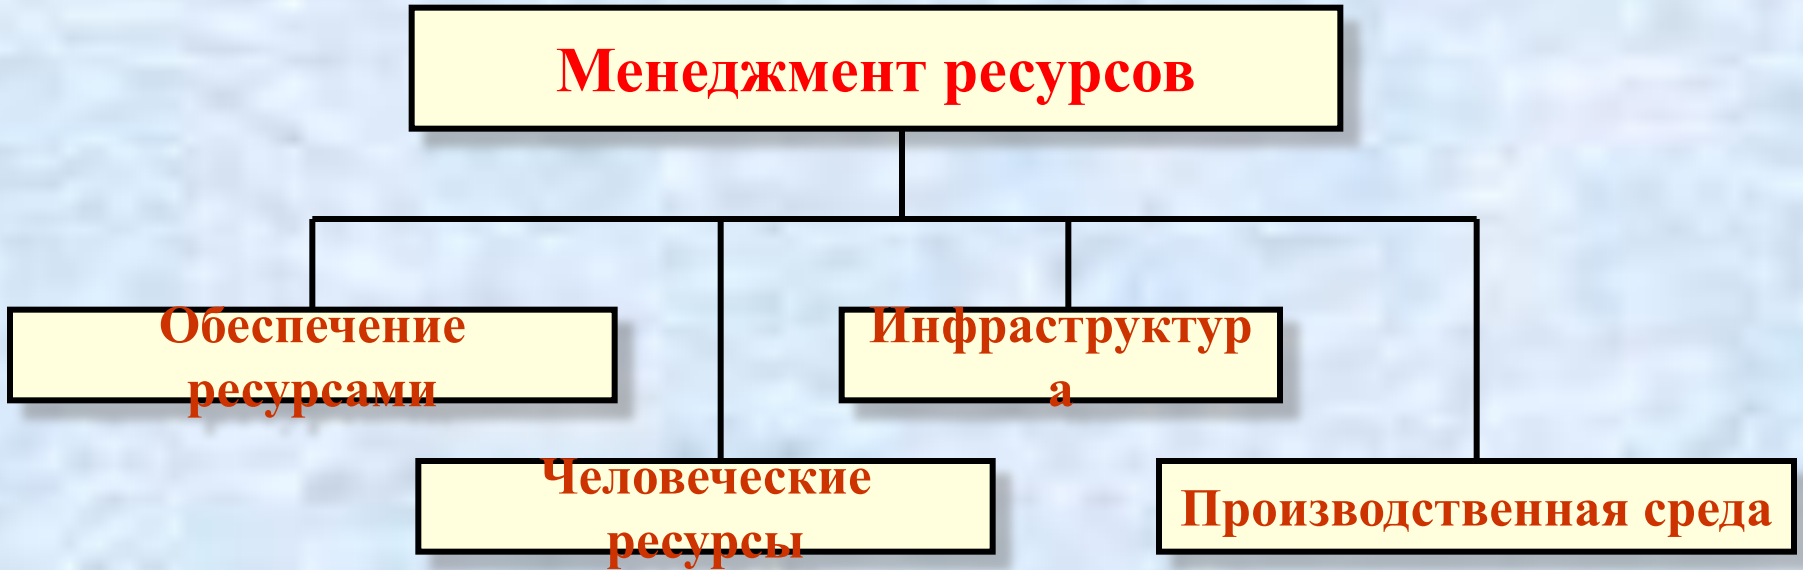 Менеджмент ресурсов
Обеспечение
ресурсами
Инфраструктур
а
Человеческие
ресурсы
Производственная среда